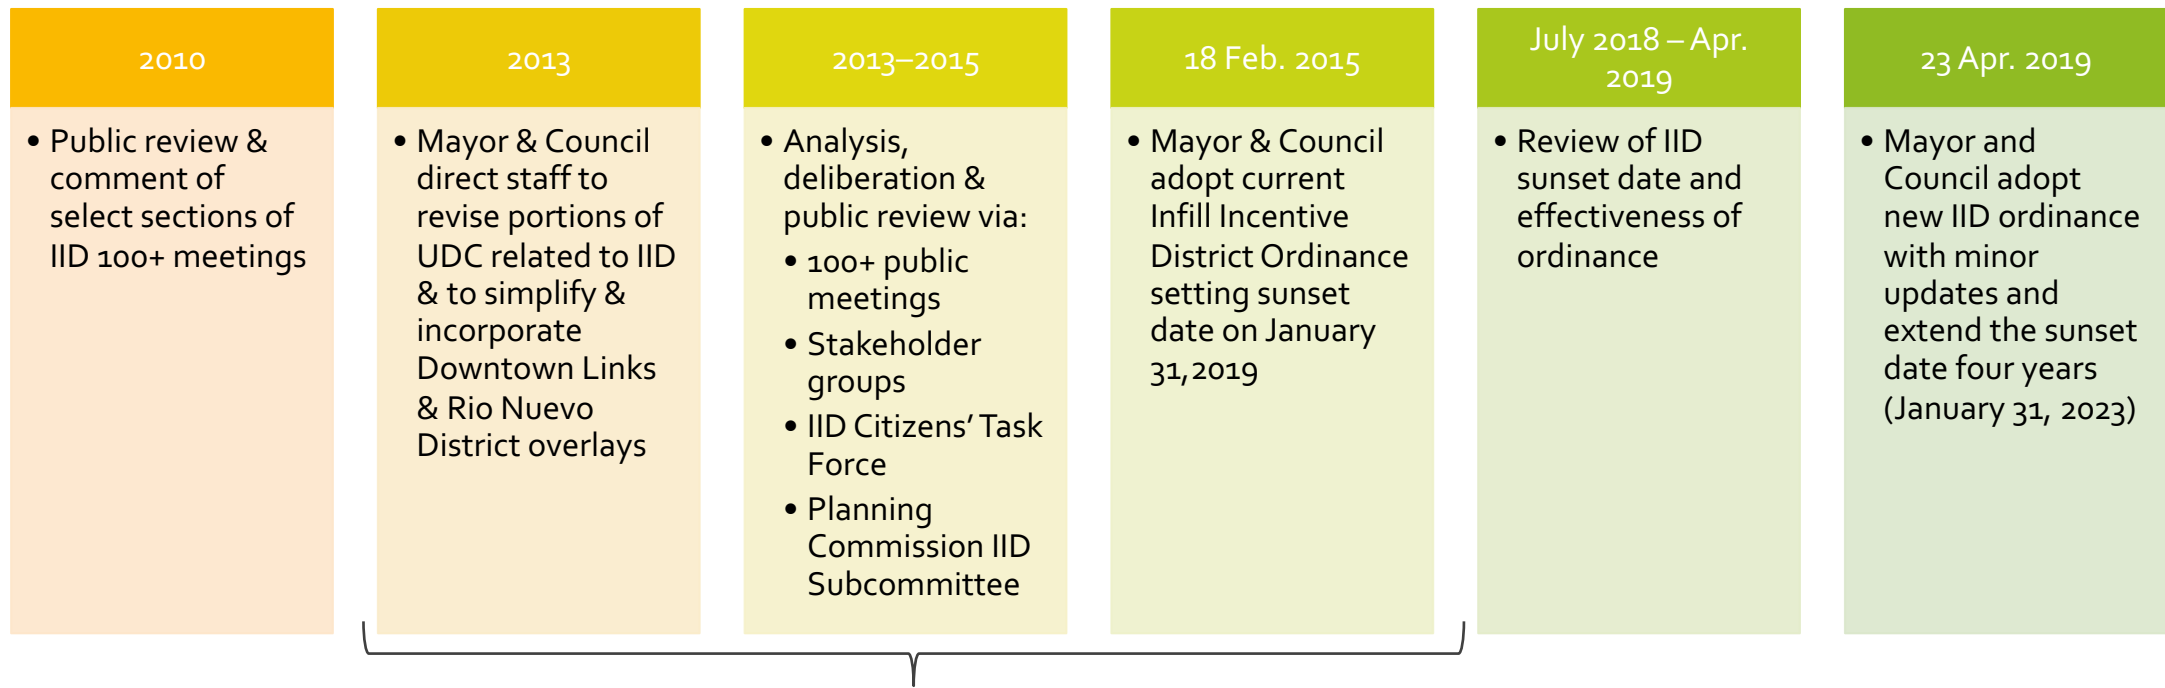 2010
• Public review &
comment of
select sections of
IID 100+ meetings
2013
• Mayor & Council
direct staff to
revise portions of
UDC related to IID
& to simplify &
incorporate
Downtown Links
& Rio Nuevo
District overlays
2013–2015
• Analysis,
deliberation &
public review via:
• 100+ public
meetings
• Stakeholder
groups
• IID Citizens’ Task
Force
• Planning
Commission IID
Subcommittee
18 Feb. 2015
• Mayor & Council
adopt current
Infill Incentive
District Ordinance
setting sunset
date on January
31,2019
July 2018 – Apr.
2019
• Review of IID
sunset date and
effectiveness of
ordinance
23 Apr. 2019
• Mayor and
Council adopt
new IID ordinance
with minor
updates and
extend the sunset
date four years
(January 31, 2023)